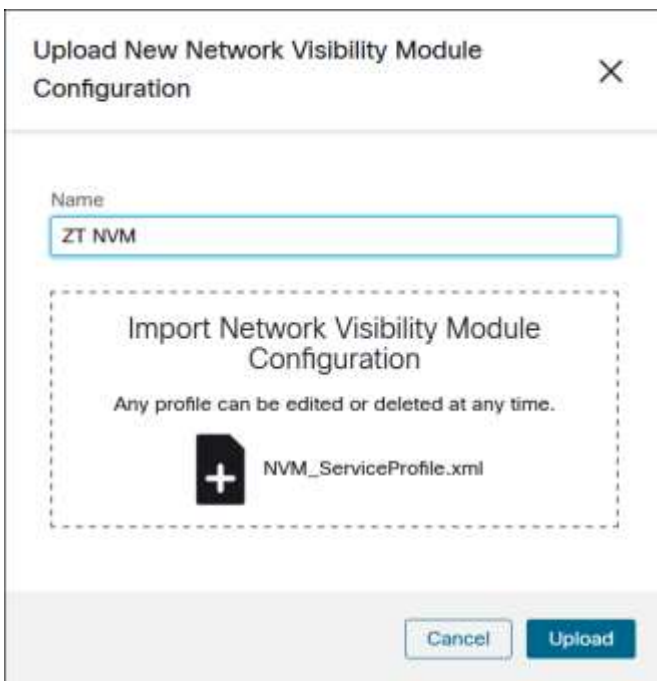 Upload New Network Visibility Module
Configuration
Name
ZT NVM
Import Network Visibility Module
Configuration
Any profile can be edited or deleted at any time.
NVM_ServiceProfile.xml
Cancel
Upload